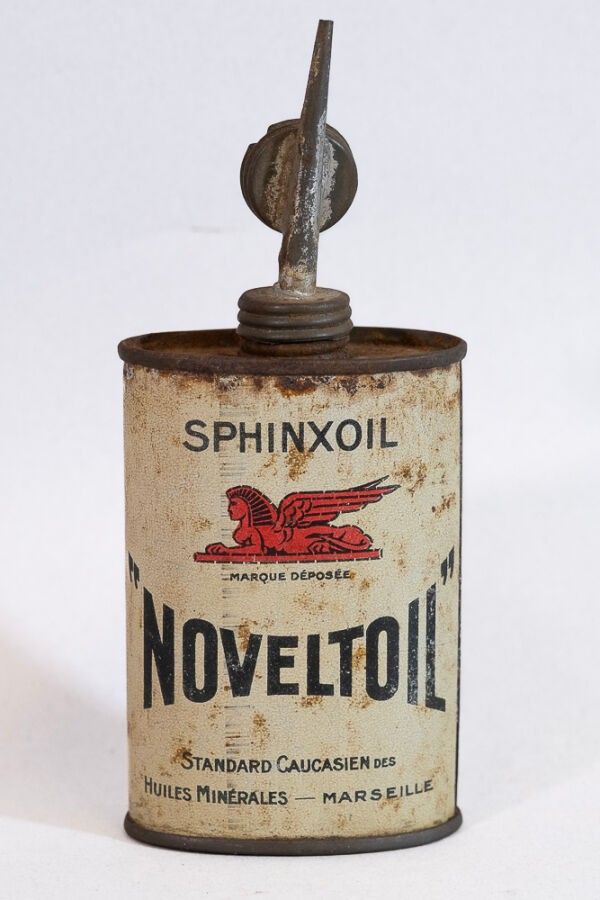 SPHINXOIL
MARQUE DÉPOSÉE
"NOVELTOIL"
STANDARD CAUCASIEN DES
HUILES MINÉRALES — MARSEILLE